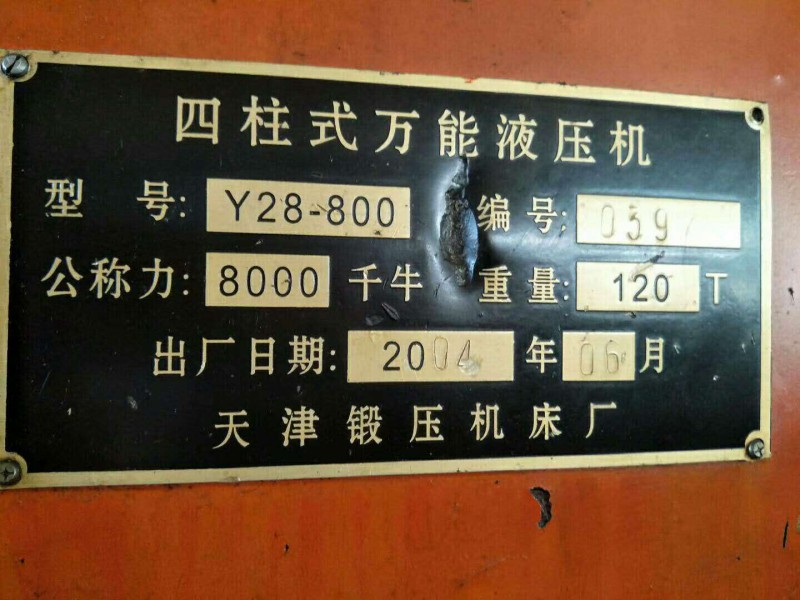 四柱式万能液压机
型号: Y28-800 编号: 0397
公称力: 8000 千牛 重量: 120 T
出厂日期: 2004 年 06 月
天津锻压机床厂